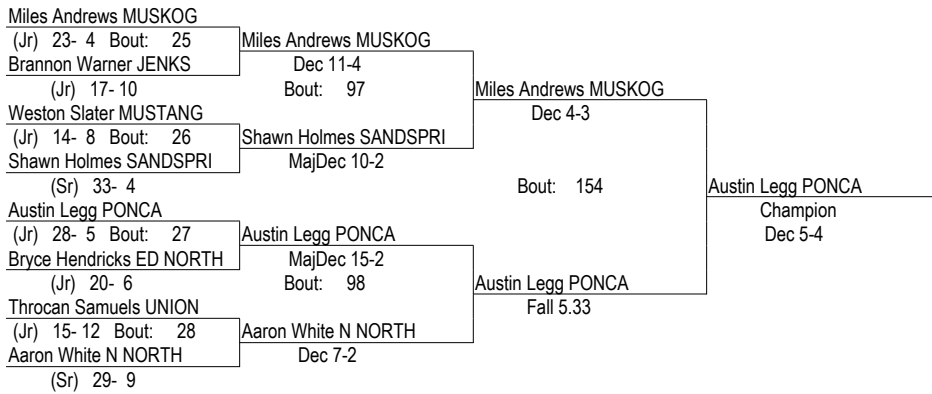 Miles Andrews MUSKOG
(Jr) 23- 4 Bout: 25
Miles Andrews MUSKOG
Brannon Warner JENKS
Dec 11-4
(Jr) 17- 10
Bout: 97
Miles Andrews MUSKOG
Weston Slater MUSTANG
Dec 4-3
(Jr) 14- 8 Bout: 26
Shawn Holmes SANDSPRI
Shawn Holmes SANDSPRI
MajDec 10-2
(Sr) 33- 4
Bout: 154
Austin Legg PONCA
Austin Legg PONCA
Champion
(Jr) 28- 5 Bout: 27
Austin Legg PONCA
Dec 5-4
Bryce Hendricks ED NORTH
MajDec 15-2
(Jr) 20- 6
Bout: 98
Austin Legg PONCA
Throcan Samuels UNION
Fall 5.33
(Jr) 15- 12 Bout: 28
Aaron White N NORTH
Aaron White N NORTH
Dec 7-2
(Sr) 29- 9